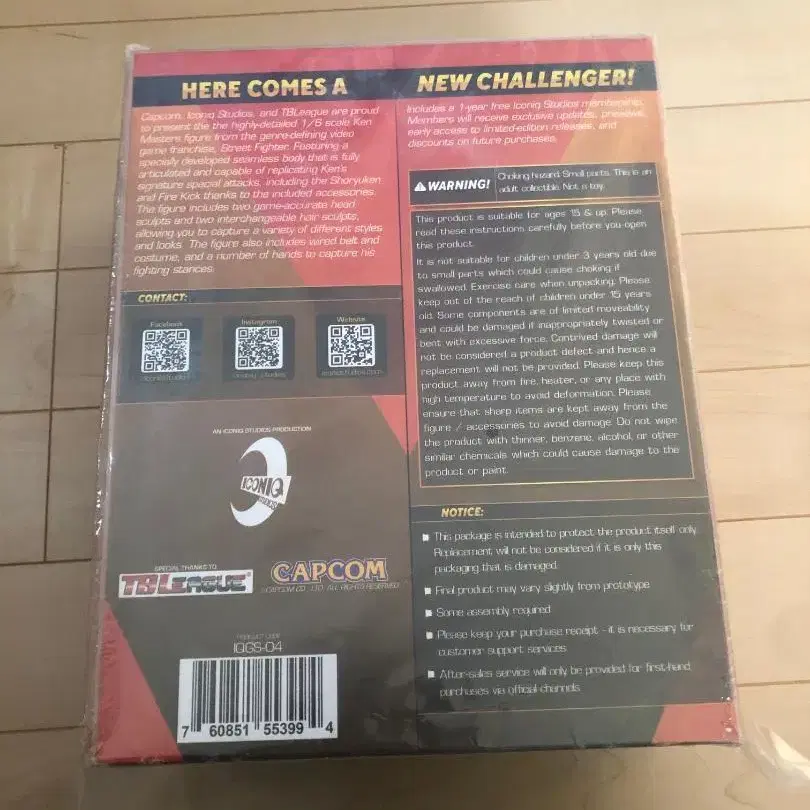 HERE COMES A
NEW CHALLENGER!
Capcom, Iconiq Studios, and TBLeague are proud
to present the the highly-detailed 1/6 scale Ken
Masters figure from the genre-defining video
game franchise, Street Fighter. Featuring a
specially developed seamless body that is fully
articulated and capable of replicating Ken's
signature special attacks, including the Shoryuken
and Fire Kick thanks to the included accessories.
The figure includes two game-accurate head
sculpts and two interchangeable hair sculpts,
allowing you to capture a variety of different styles
and looks. The figure also includes wired belt and
costume, and a number of hands to capture his
fighting stances.
CONTACT:
Facebook
Instagram
Website
AN ICONIQ STUDIOS PRODUCTION
ICONIQ
STUDIOS
SPECIAL THANKS TO
TBLEAGUE
CAPCOM
©CAPCOM CO., LTD. ALL RIGHTS RESERVED.
PRODUCT CODE
IQGS-04
7 60851 55399 4
Includes a 1-year free Iconiq Studios membership.
Members will receive exclusive updates, previews,
early access to limited-edition releases, and
discounts on future purchases.
WARNING!
Choking hazard. Small parts. This is an
adult collectible. Not a toy.
This product is suitable for ages 15 & up. Please
read these instructions carefully before you open
this product.
It is not suitable for children under 3 years old due
to small parts which could cause choking if
swallowed. Exercise care when unpacking. Please
keep out of the reach of children under 15 years
old. Some components are of limited moveability
and could be damaged if inappropriately twisted or
bent with excessive force. Contrived damage will
not be considered a product defect and hence a
replacement will not be provided. Please keep this
product away from fire, heater, or any place with
high temperature to avoid deformation. Please
ensure that sharp items are kept away from the
figure / accessories to avoid damage. Do not wipe
the product with thinner, benzene, alcohol, or other
similar chemicals which could cause damage to the
product or paint.
NOTICE:
This package is intended to protect the product itself only.
Replacement will not be considered if it is only this
packaging that is damaged.
Final product may vary slightly from prototype
Some assembly required
Please keep your purchase receipt - it is necessary for
customer support services
After-sales service will only be provided for first-hand
purchases via official channels